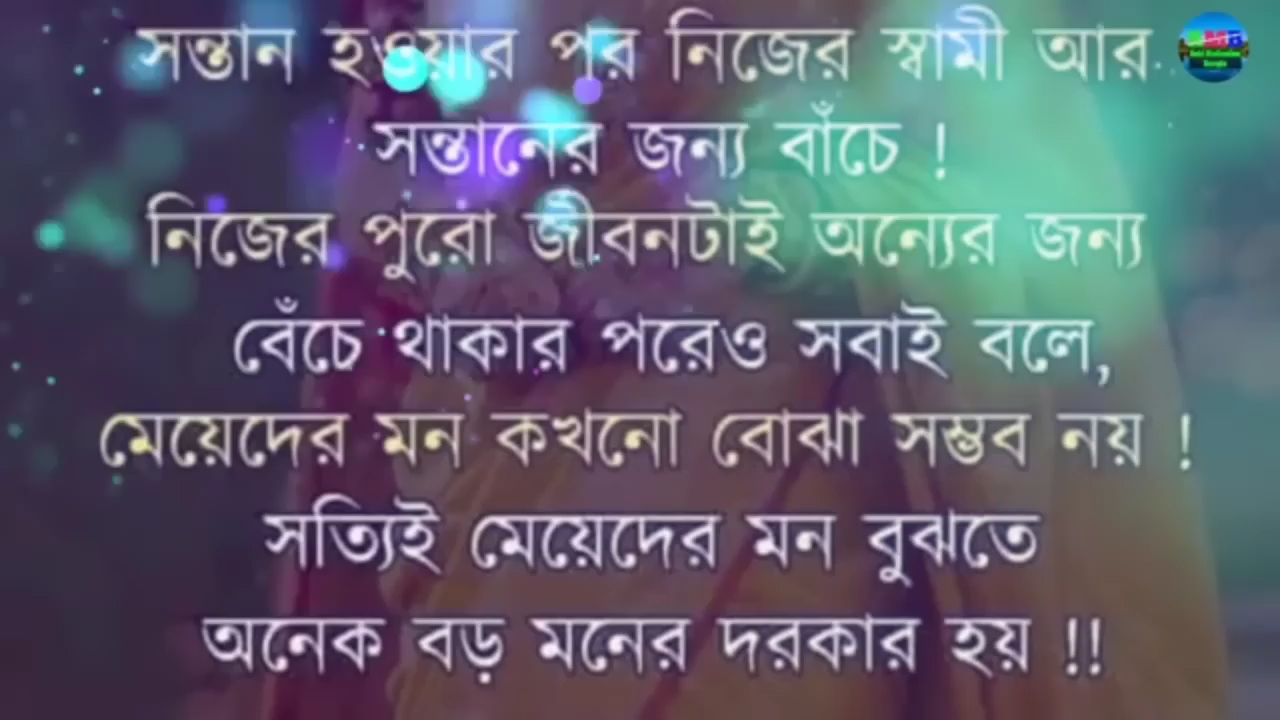 সন্তান হওয়ার পর নিজের স্বামী আর
সন্তানের জন্য বাঁচে !
নিজের পুরো জীবনটাই অন্যের জন্য
বেঁচে থাকার পরেও সবাই বলে,
মেয়েদের মন কখনো বোঝা সম্ভব নয় !
সত্যিই মেয়েদের মন বুঝতে
অনেক বড় মনের দরকার হয় !!